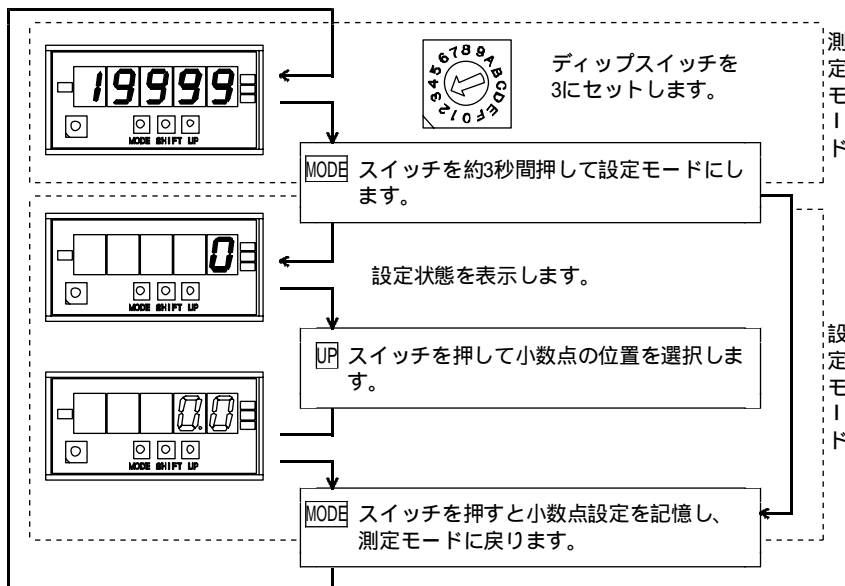 19999
MODE SHIFT UP
456789ABCDEF0123
ディップスイッチを
3にセットします。
測定モード
MODE スイッチを約3秒間押して設定モードにし
ます。
0
MODE SHIFT UP
設定状態を表示します。
UP スイッチを押して小数点の位置を選択しま
す。
設定モード
0.0
MODE SHIFT UP
MODE スイッチを押すと小数点設定を記憶し、
測定モードに戻ります。